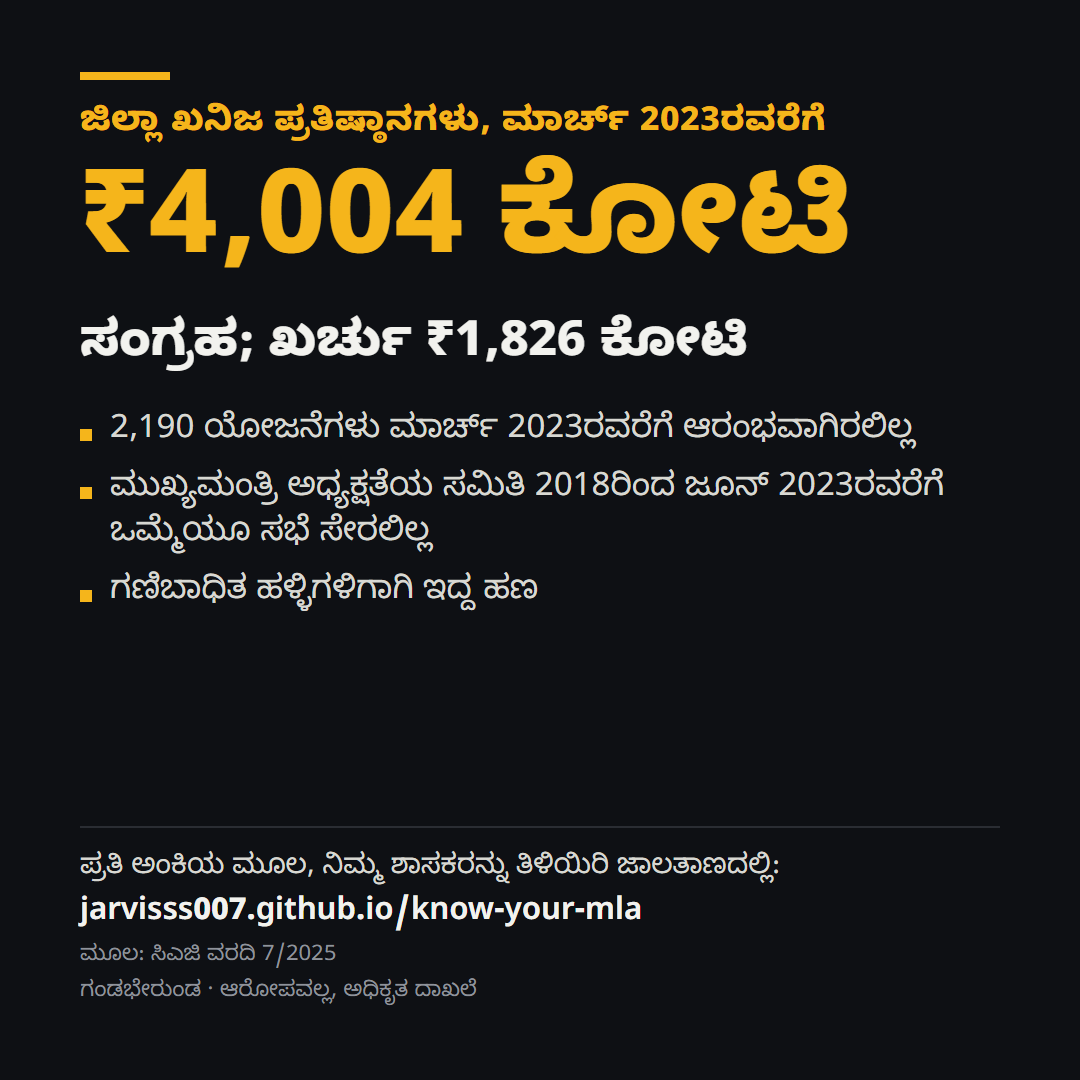 ಜಿಲ್ಲಾ ಖನಿಜ ಪ್ರತಿಷ್ಠಾನಗಳು, ಮಾರ್ಚ್ 2023ರವರೆಗೆ
₹4,004 ಕೋಟಿ
ಸಂಗ್ರಹ; ಖರ್ಚು ₹1,826 ಕೋಟಿ
2,190 ಯೋಜನೆಗಳು ಮಾರ್ಚ್ 2023ರವರೆಗೆ ಆರಂಭವಾಗಿರಲಿಲ್ಲ
ಮುಖ್ಯಮಂತ್ರಿ ಅಧ್ಯಕ್ಷತೆಯ ಸಮಿತಿ 2018ರಿಂದ ಜೂನ್ 2023ರವರೆಗೆ
ಒಮ್ಮೆಯೂ ಸಭೆ ಸೇರಲಿಲ್ಲ
ಗಣಿಬಾಧಿತ ಹಳ್ಳಿಗಳಿಗಾಗಿ ಇದ್ದ ಹಣ
ಪ್ರತಿ ಅಂಕಿಯ ಮೂಲ, ನಿಮ್ಮ ಶಾಸಕರನ್ನು ತಿಳಿಯಿರಿ ಜಾಲತಾಣದಲ್ಲಿ:
jarvisss007.github.io/know-your-mla
ಮೂಲ: ಸಿಎಜಿ ವರದಿ 7/2025
ಗಂಡಭೇರುಂಡ · ಆರೋಪವಲ್ಲ, ಅಧಿಕೃತ ದಾಖಲೆ